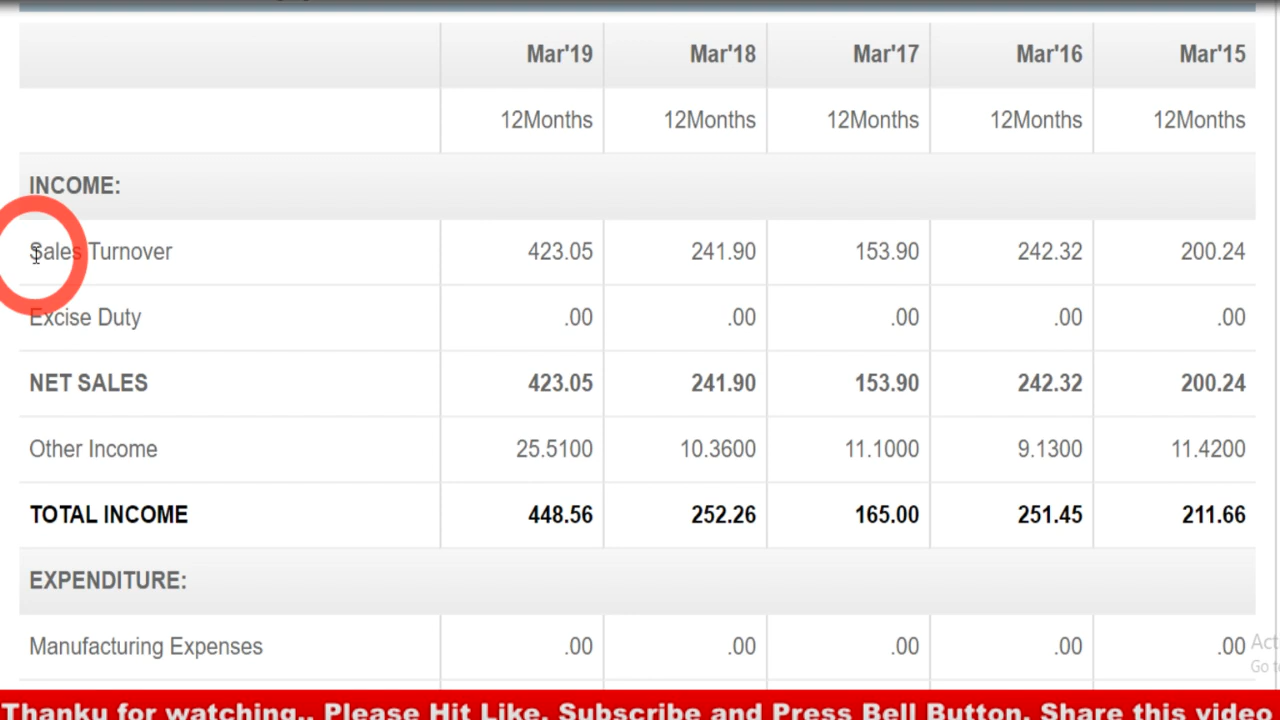 Mar'19 Mar'18 Mar'17 Mar'16 Mar'15
12Months 12Months 12Months 12Months 12Months
INCOME:
Sales Turnover 423.05 241.90 153.90 242.32 200.24
Excise Duty .00 .00 .00 .00 .00
NET SALES 423.05 241.90 153.90 242.32 200.24
Other Income 25.5100 10.3600 11.1000 9.1300 11.4200
TOTAL INCOME 448.56 252.26 165.00 251.45 211.66
EXPENDITURE:
Manufacturing Expenses .00 .00 .00 .00 .00
Act
Go t
Thanku for watching.. Please Hit Like, Subscribe and Press Bell Button, Share this video